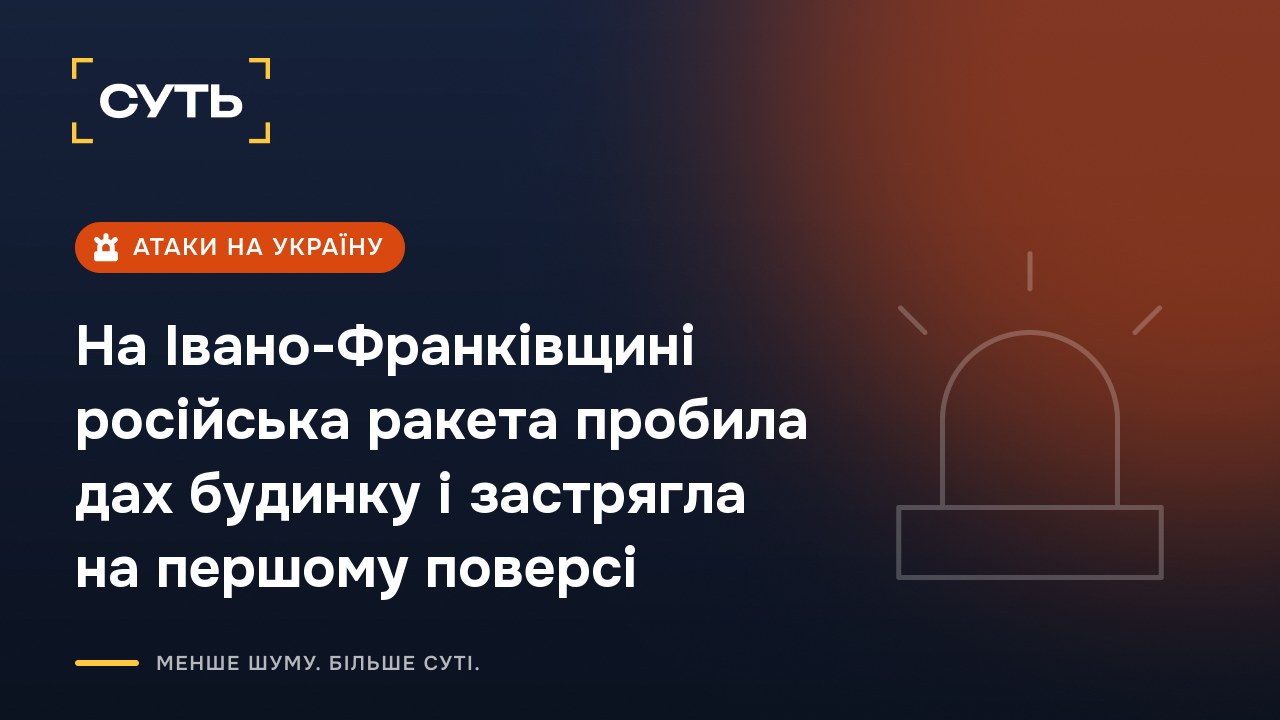 СУТЬ
АТАКИ НА УКРАЇНУ
На Івано-Франківщині
російська ракета пробила
дах будинку і застрягла
на першому поверсі
МЕНШЕ ШУМУ. БІЛЬШЕ СУТІ.